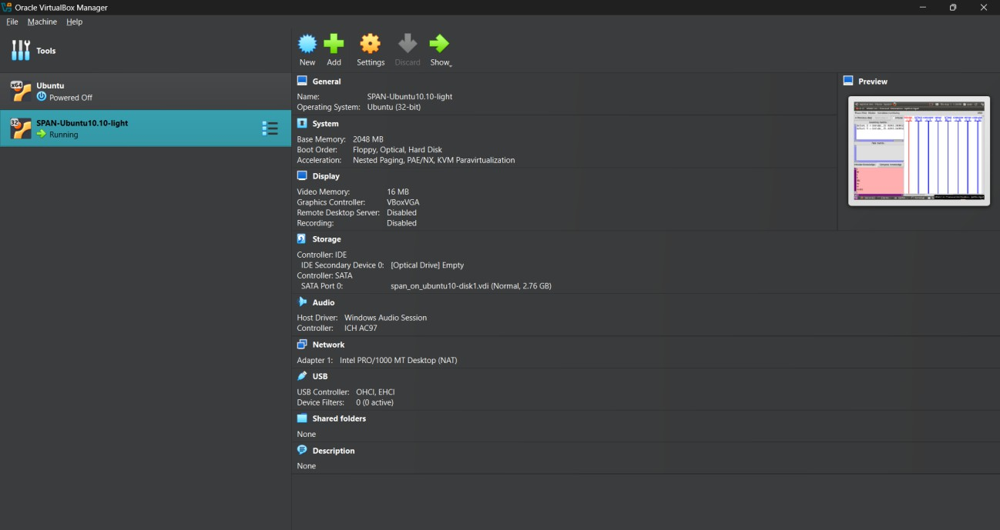 Oracle VirtualBox Manager
File Machine Help
Tools
New Add Settings Discard Show
x64
Ubuntu
Powered Off
32
SPAN-Ubuntu10.10-light
Running
General
Name: SPAN-Ubuntu10.10-light
Operating System: Ubuntu (32-bit)
System
Base Memory: 2048 MB
Boot Order: Floppy, Optical, Hard Disk
Acceleration: Nested Paging, PAE/NX, KVM Paravirtualization
Display
Video Memory: 16 MB
Graphics Controller: VBoxVGA
Remote Desktop Server: Disabled
Recording: Disabled
Storage
Controller: IDE
IDE Secondary Device 0: [Optical Drive] Empty
Controller: SATA
SATA Port 0: span_on_ubuntu10-disk1.vdi (Normal, 2.76 GB)
Audio
Host Driver: Windows Audio Session
Controller: ICH AC97
Network
Adapter 1: Intel PRO/1000 MT Desktop (NAT)
USB
USB Controller: OHCI, EHCI
Device Filters: 0 (0 active)
Shared folders
None
Description
None
Preview